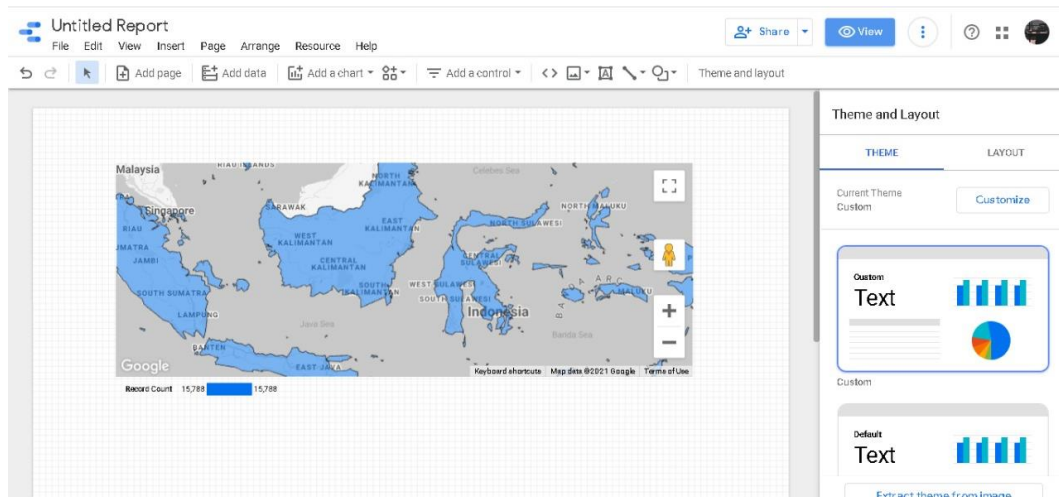 Untitled Report
File Edit View Insert Page Arrange Resource Help
Share
View
Add page Add data Add a chart Add a control Theme and layout
Theme and Layout
THEME LAYOUT
Current Theme
Custom
Customize
Custom
Text
Custom
Default
Text
Extract theme from image
Malaysia
RIAU ISLANDS
Celebes Sea
NORTH
KALIMANTAN
Singapore
SARAWAK
NORTH MALUKU
RIAU
EAST
KALIMANTAN
NORTH SULAWESI
WEST
KALIMANTAN
JAMBI
CENTRAL
KALIMANTAN
CENTRAL
SULAWESI
SOUTH SUMATRA
SOUTH
KALIMANTAN
WEST SULAWESI
SOUTH SULAWESI
MALUKU
LAMPUNG
Indonesia
Java Sea
Banda Sea
BANTEN
EAST JAVA
Google
Keyboard shortcuts Map data ©2021 Google Terms of Use
Record Count 15,788 15,788